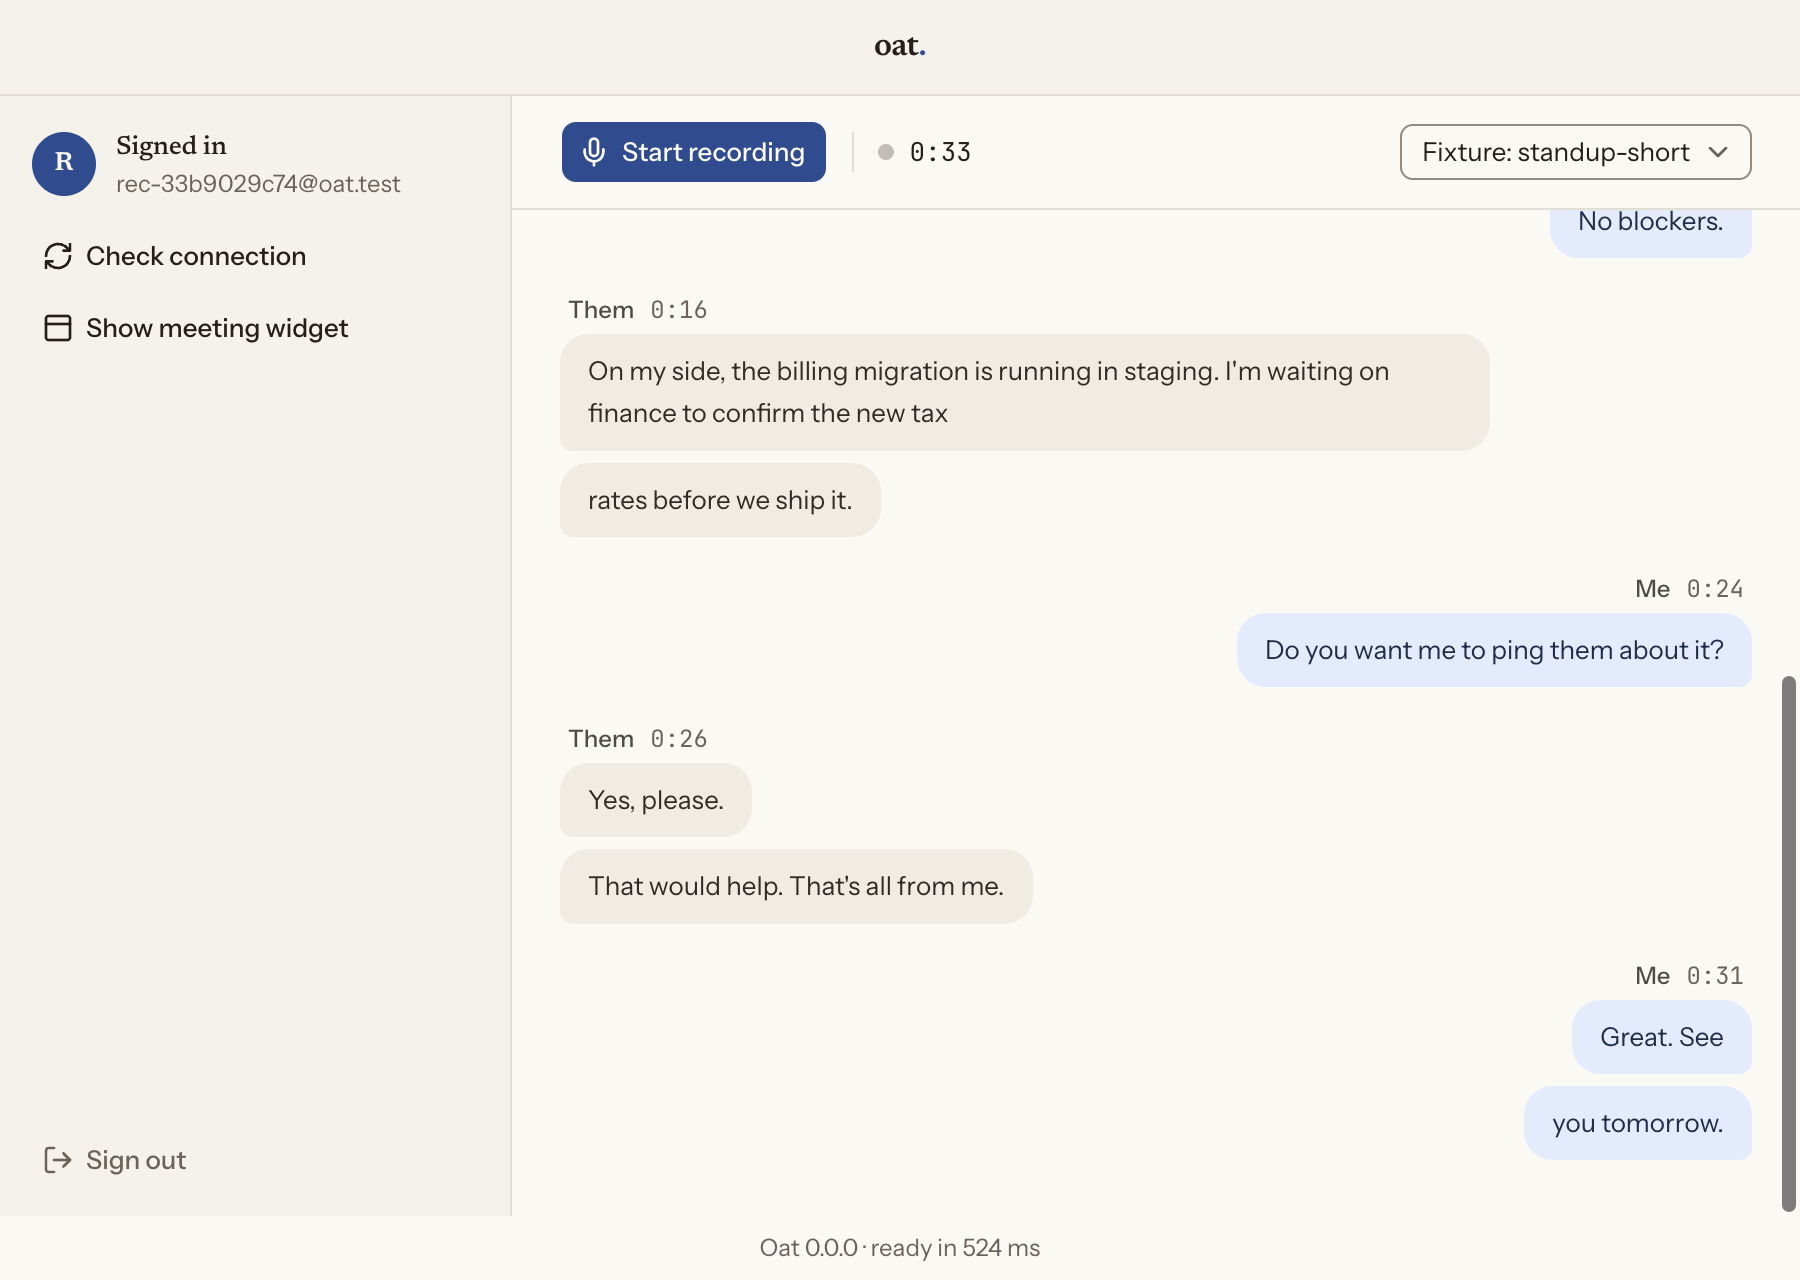 oat.
R
Signed in
rec-33b9029c74@oat.test
Check connection
Show meeting widget
Sign out
Start recording
0:33
Fixture: standup-short
No blockers.
Them 0:16
On my side, the billing migration is running in staging. I'm waiting on
finance to confirm the new tax
rates before we ship it.
Me 0:24
Do you want me to ping them about it?
Them 0:26
Yes, please.
That would help. That's all from me.
Me 0:31
Great. See
you tomorrow.
Oat 0.0.0 · ready in 524 ms